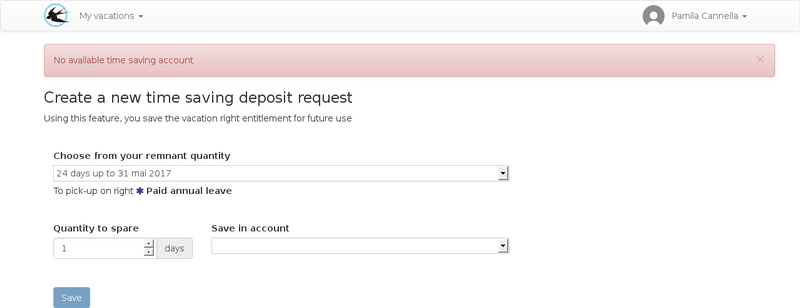 My vacations
Pamila Cannella
No available time saving account
×
Create a new time saving deposit request
Using this feature, you save the vacation right entitlement for future use
Choose from your remnant quantity
24 days up to 31 mai 2017
To pick-up on right ✱ Paid annual leave
Quantity to spare
Save in account
1
days
Save